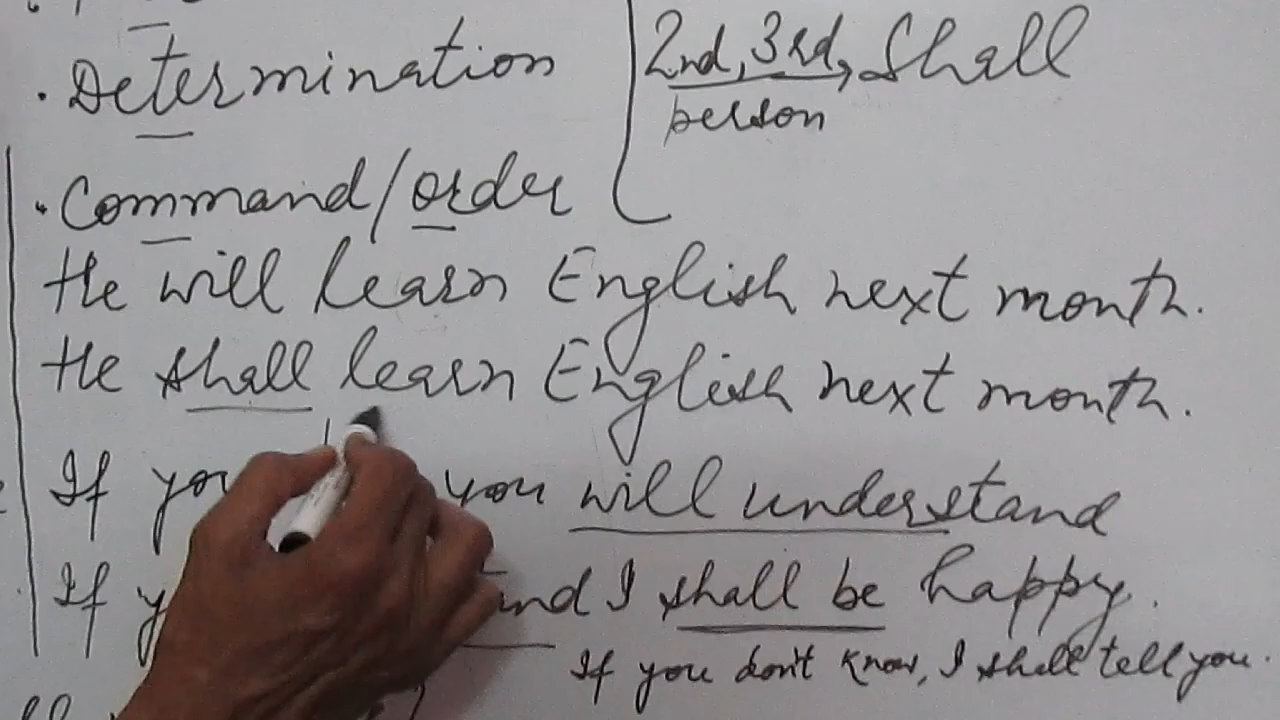 • Determination
2nd, 3rd, Shall
person
• Command/order
He will learn English next month.
He shall learn English next month.
If you you will understand
If I shall be happy.
If you don't know, I shall tell you.